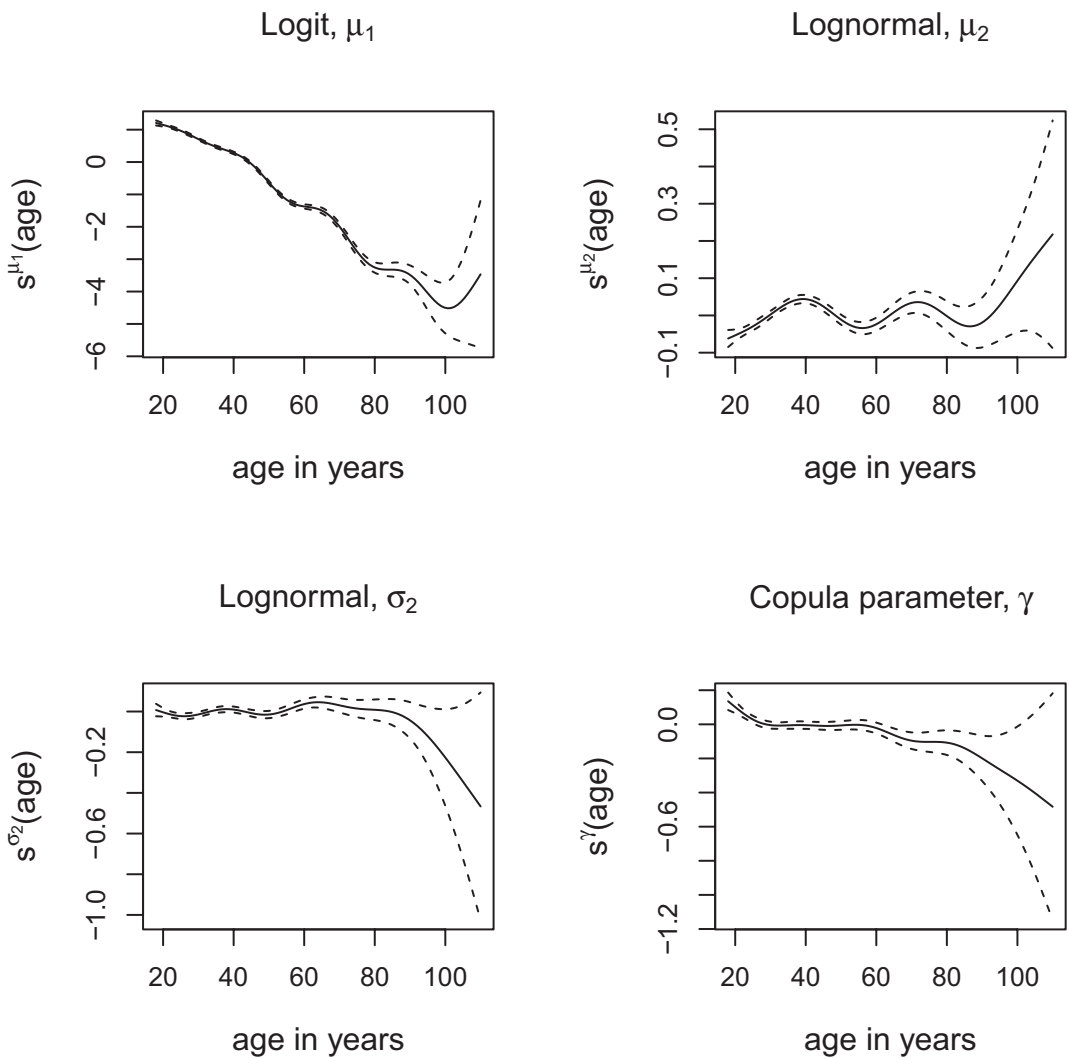 Logit, μ₁
s^μ₁(age)
0
−2
−4
−6
20 40 60 80 100
age in years
Lognormal, μ₂
s^μ₂(age)
0.5
0.3
0.1
−0.1
20 40 60 80 100
age in years
Lognormal, σ₂
s^σ₂(age)
−0.2
−0.6
−1.0
20 40 60 80 100
age in years
Copula parameter, γ
s^γ(age)
0.0
−0.6
−1.2
20 40 60 80 100
age in years